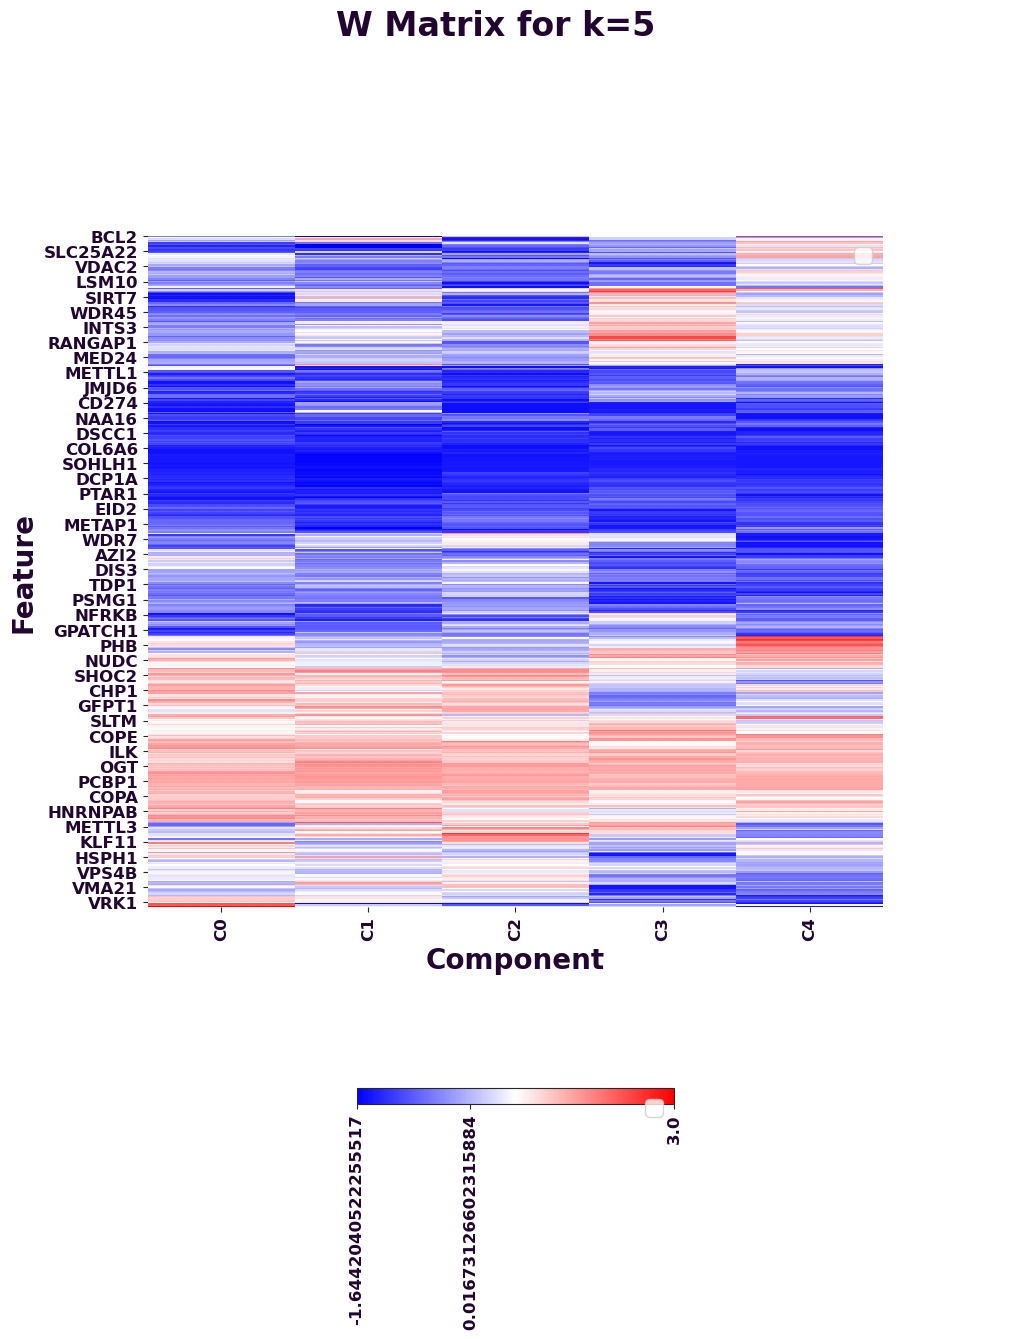 W Matrix for k=5
BCL2
SLC25A22
VDAC2
LSM10
SIRT7
WDR45
INTS3
RANGAP1
MED24
METTL1
JMJD6
CD274
NAA16
DSCC1
COL6A6
SOHLH1
DCP1A
PTAR1
EID2
METAP1
WDR7
AZI2
DIS3
TDP1
PSMG1
NFRKB
GPATCH1
PHB
NUDC
SHOC2
CHP1
GFPT1
SLTM
COPE
ILK
OGT
PCBP1
COPA
HNRNPAB
METTL3
KLF11
HSPH1
VPS4B
VMA21
VRK1
Feature
C0
C1
C2
C3
C4
Component
-1.6442040522255517
0.01673126602315884
3.0